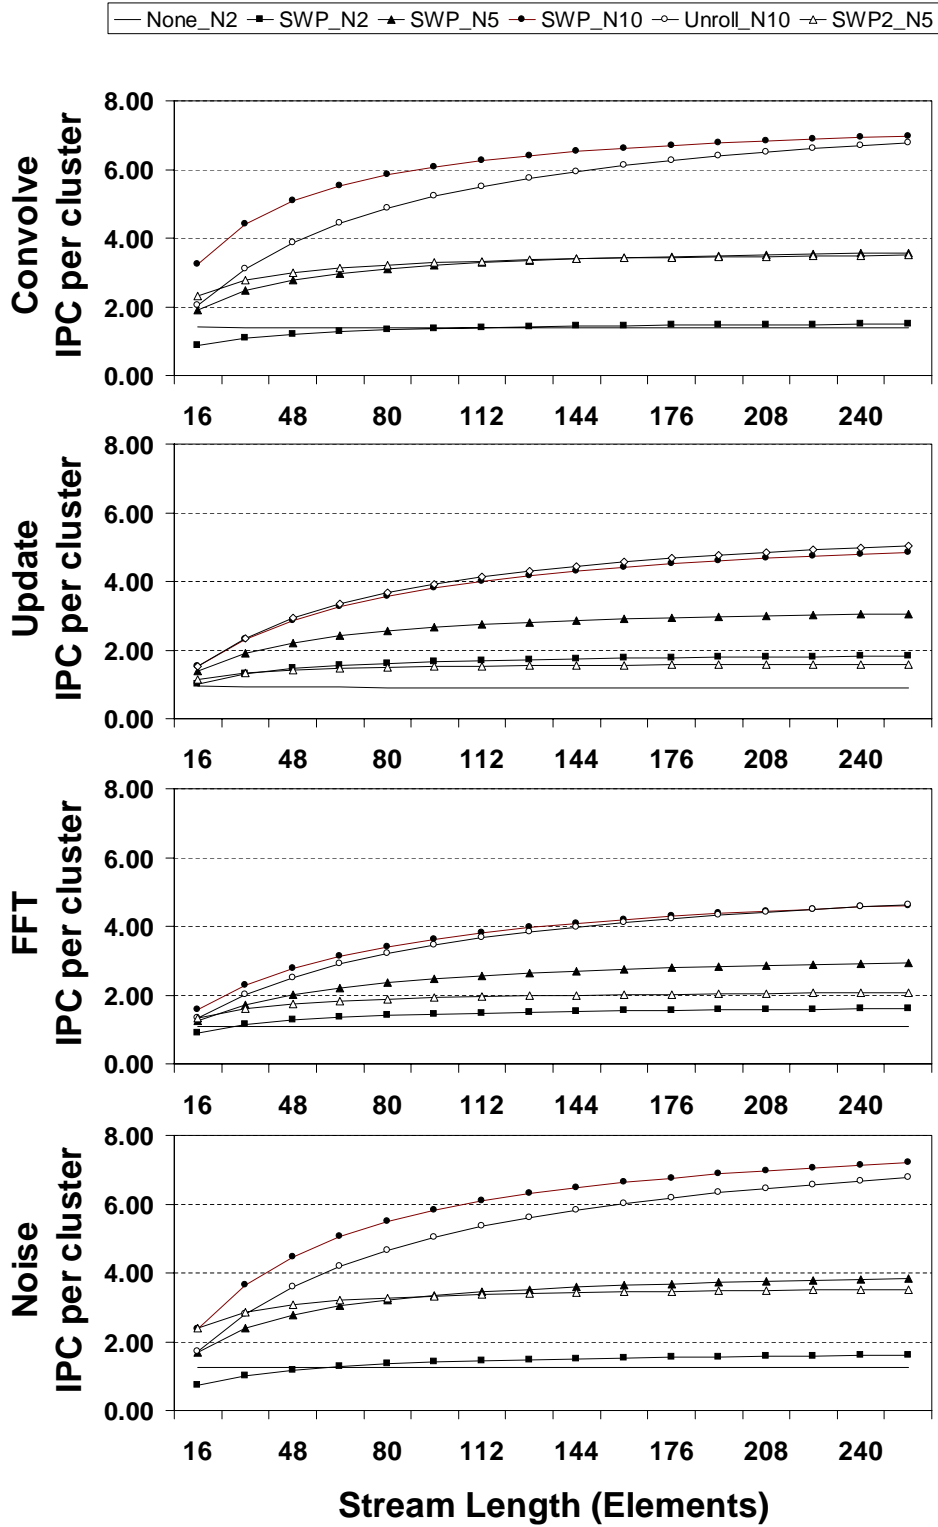 None_N2 SWP_N2 SWP_N5 SWP_N10 Unroll_N10 SWP2_N5
Convolve
IPC per cluster
8.00
6.00
4.00
2.00
0.00
16 48 80 112 144 176 208 240
Update
IPC per cluster
8.00
6.00
4.00
2.00
0.00
16 48 80 112 144 176 208 240
FFT
IPC per cluster
8.00
6.00
4.00
2.00
0.00
16 48 80 112 144 176 208 240
Noise
IPC per cluster
8.00
6.00
4.00
2.00
0.00
16 48 80 112 144 176 208 240
Stream Length (Elements)